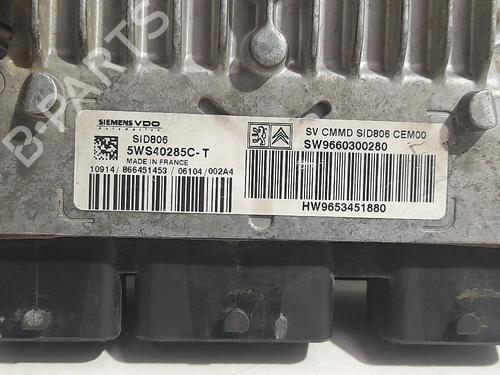 SIEMENS VDO
Automotive
SID806
5WS40285C-T
MADE IN FRANCE
10914/866451453 /06104/002A4
SV CMMD SID806 CEM00
SW9660300280
HW9653451880
B-PARTS